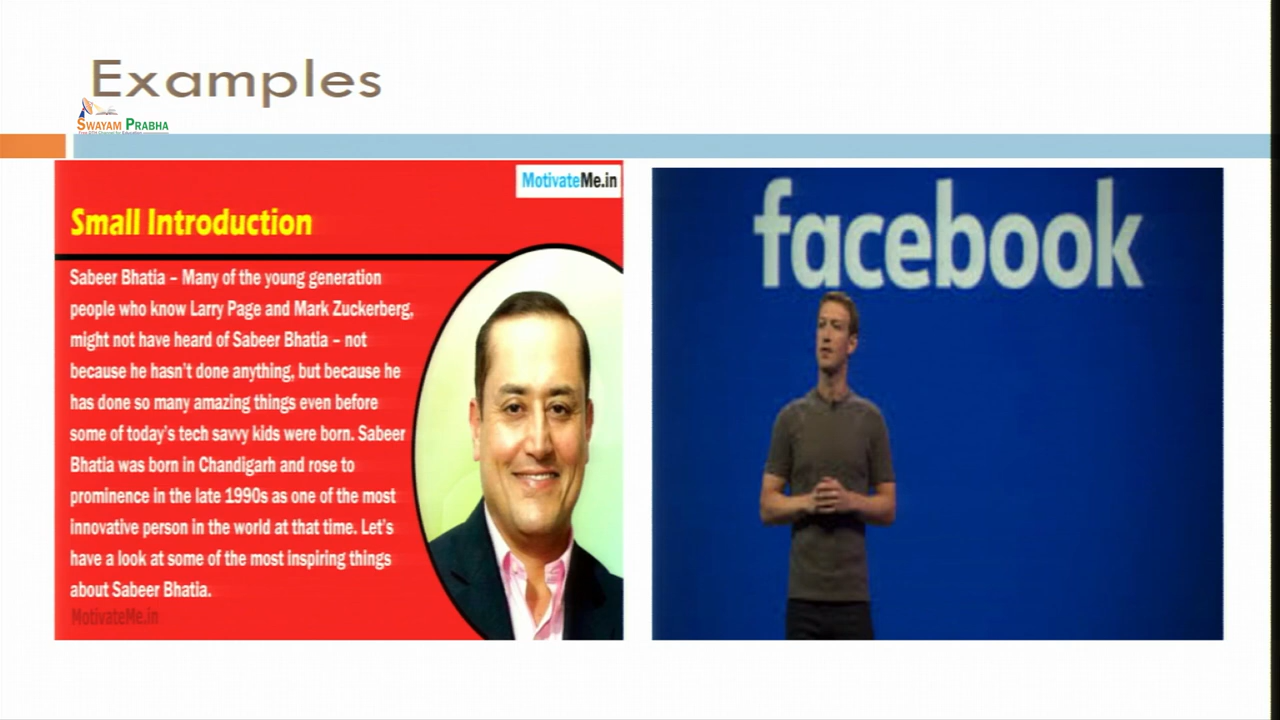 Examples
SWAYAM PRABHA
MotivateMe.in
Small Introduction
Sabeer Bhatia – Many of the young generation
people who know Larry Page and Mark Zuckerberg,
might not have heard of Sabeer Bhatia – not
because he hasn't done anything, but because he
has done so many amazing things even before
some of today's tech savvy kids were born. Sabeer
Bhatia was born in Chandigarh and rose to
prominence in the late 1990s as one of the most
innovative person in the world at that time. Let's
have a look at some of the most inspiring things
about Sabeer Bhatia.
MotivateMe.in
facebook